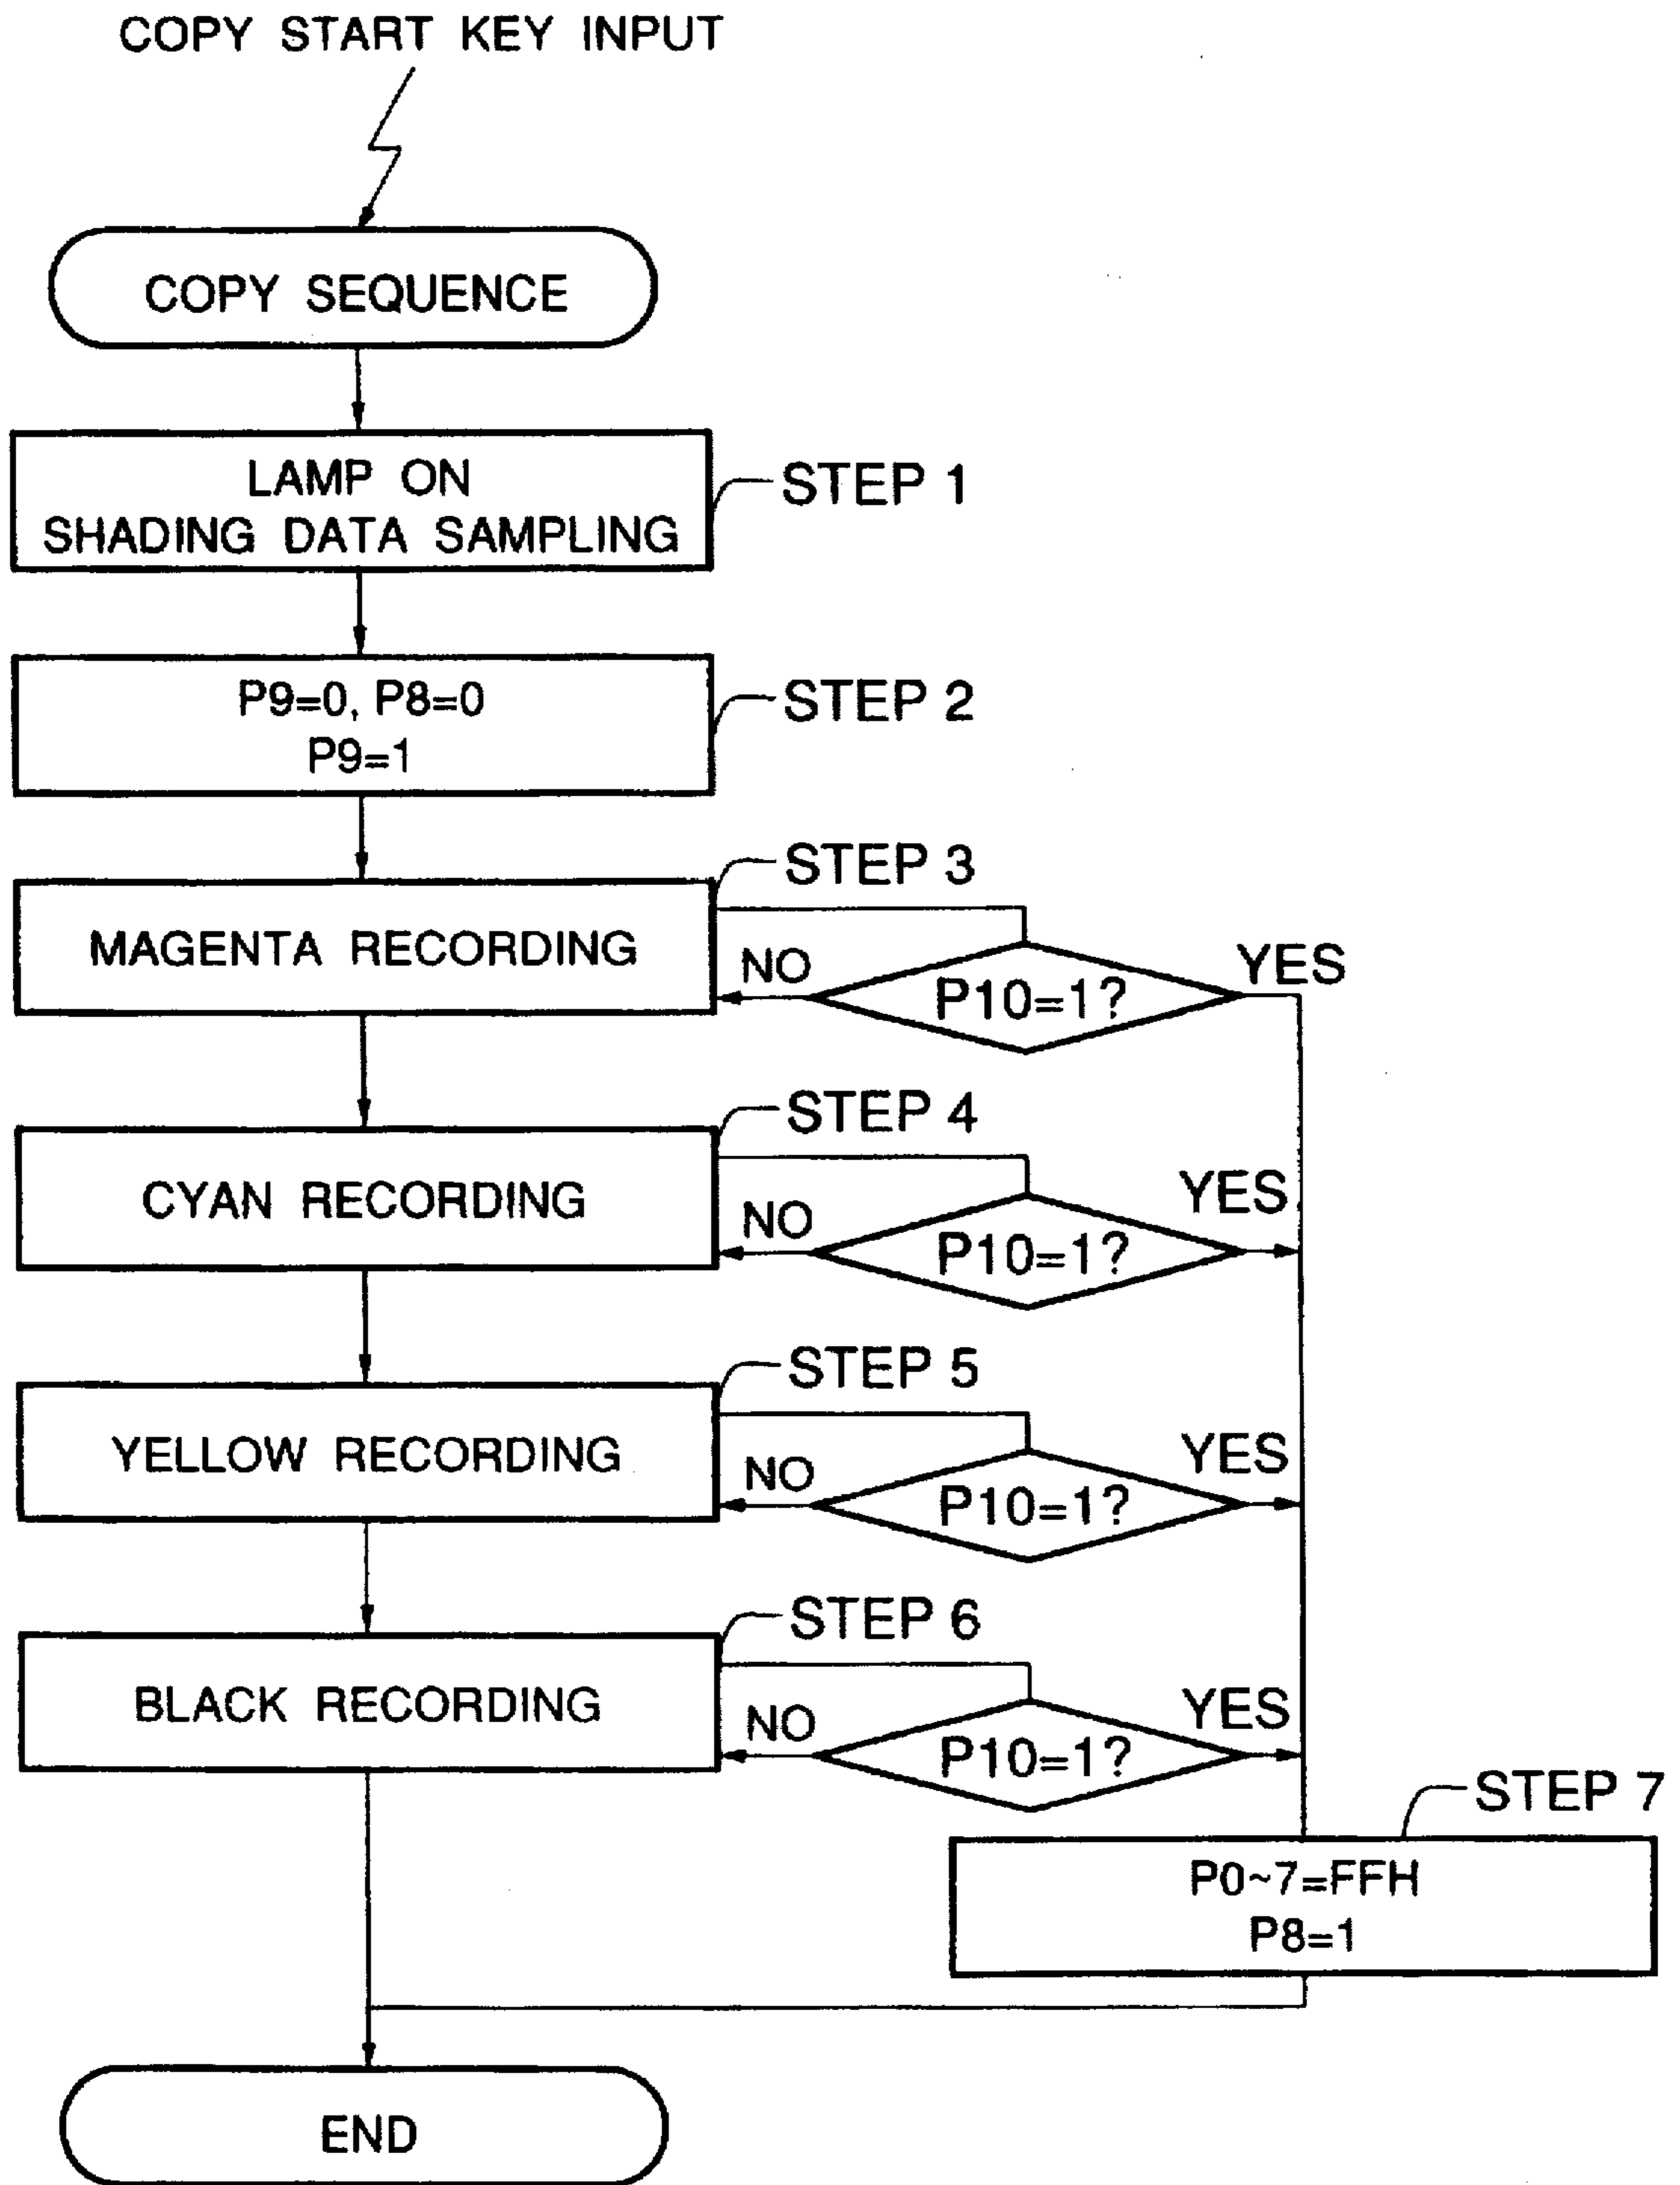 COPY START KEY INPUT
COPY SEQUENCE
LAMP ON
SHADING DATA SAMPLING
STEP 1
P9=0, P8=0
P9=1
STEP 2
STEP 3
MAGENTA RECORDING
NO
P10=1?
YES
STEP 4
CYAN RECORDING
NO
P10=1?
YES
STEP 5
YELLOW RECORDING
NO
P10=1?
YES
STEP 6
BLACK RECORDING
NO
P10=1?
YES
STEP 7
P0~7=FFH
P8=1
END